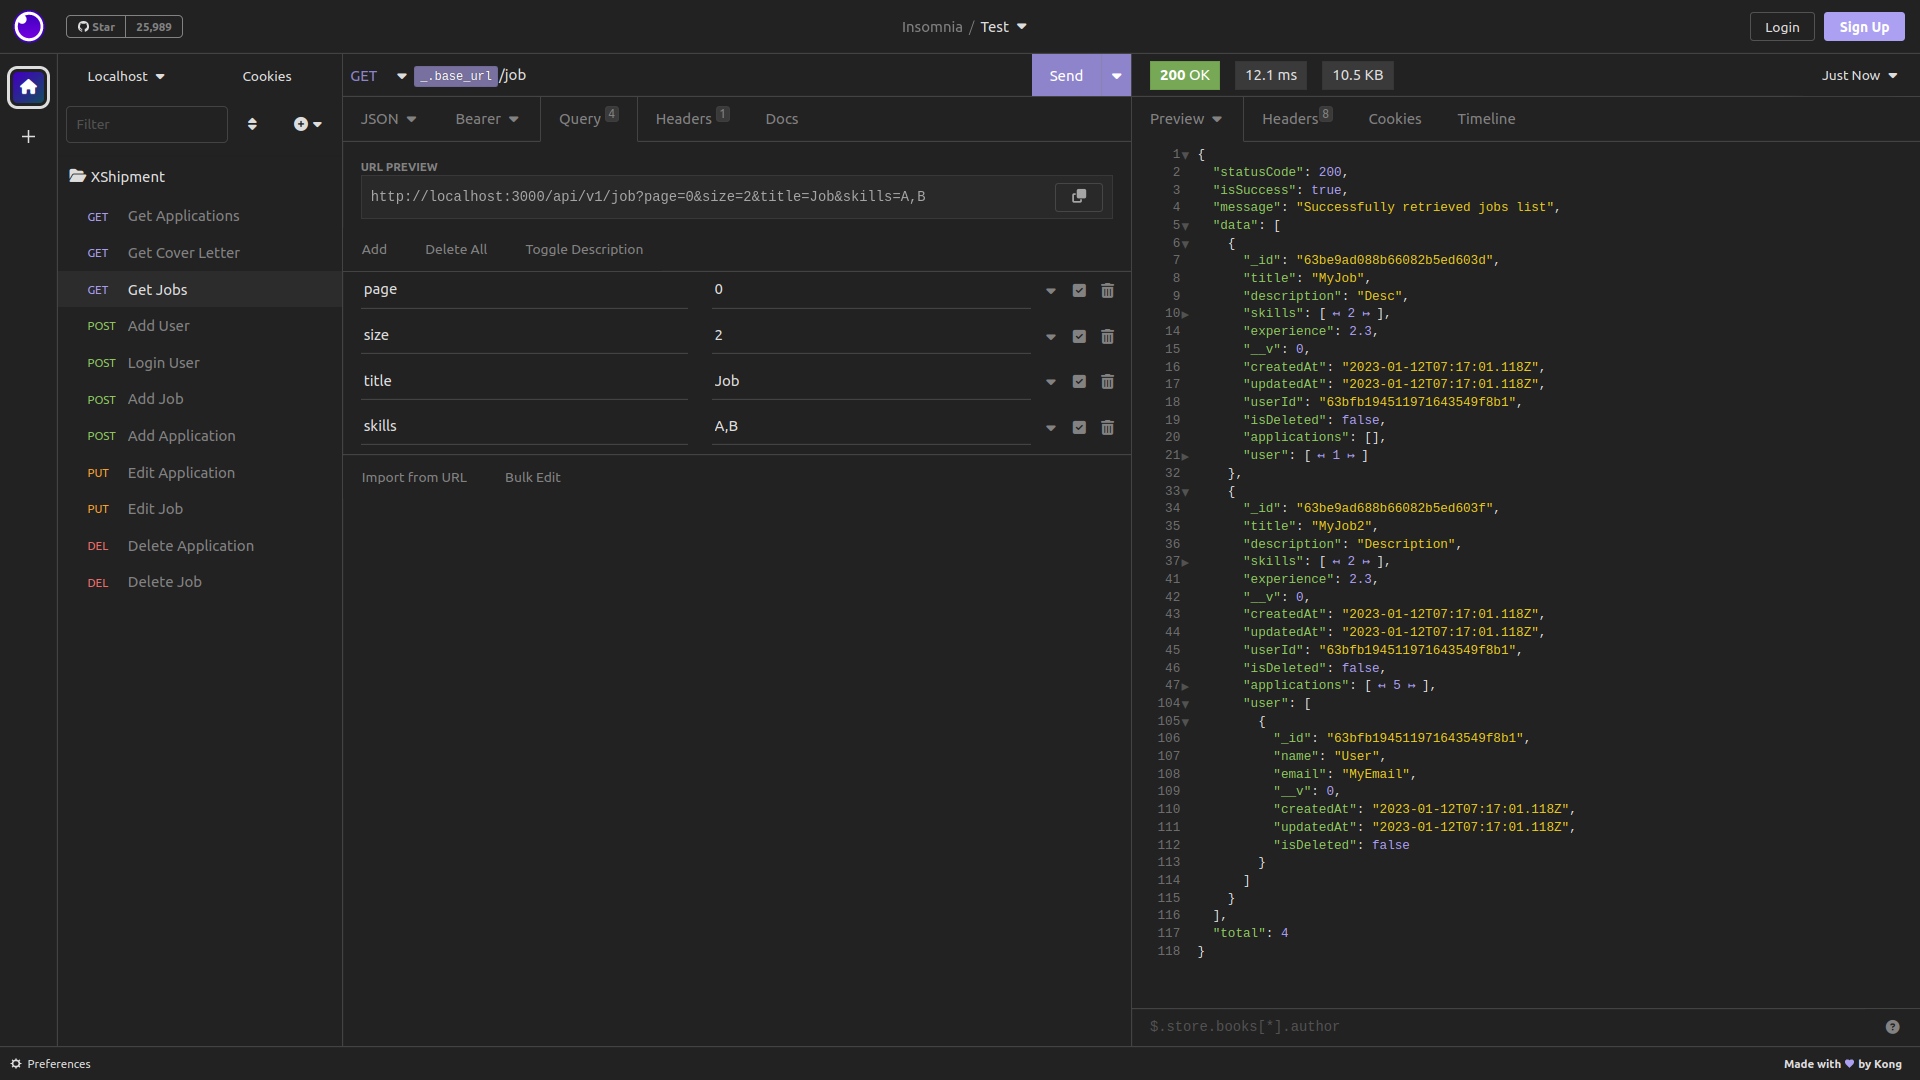 Star 25,989
Insomnia / Test
Login Sign Up
Localhost Cookies
Filter
XShipment
GET Get Applications
GET Get Cover Letter
GET Get Jobs
POST Add User
POST Login User
POST Add Job
POST Add Application
PUT Edit Application
PUT Edit Job
DEL Delete Application
DEL Delete Job
GET _.base_url /job Send
JSON Bearer Query 4 Headers 1 Docs
URL PREVIEW
http://localhost:3000/api/v1/job?page=0&size=2&title=Job&skills=A,B
Add Delete All Toggle Description
page 0
size 2
title Job
skills A,B
Import from URL Bulk Edit
200 OK 12.1 ms 10.5 KB Just Now
Preview Headers 8 Cookies Timeline
1 {
2 "statusCode": 200,
3 "isSuccess": true,
4 "message": "Successfully retrieved jobs list",
5 "data": [
6 {
7 "_id": "63be9ad088b66082b5ed603d",
8 "title": "MyJob",
9 "description": "Desc",
10 "skills": [ ↤ 2 ↦ ],
14 "experience": 2.3,
15 "__v": 0,
16 "createdAt": "2023-01-12T07:17:01.118Z",
17 "updatedAt": "2023-01-12T07:17:01.118Z",
18 "userId": "63bfb194511971643549f8b1",
19 "isDeleted": false,
20 "applications": [],
21 "user": [ ↤ 1 ↦ ]
32 },
33 {
34 "_id": "63be9ad688b66082b5ed603f",
35 "title": "MyJob2",
36 "description": "Description",
37 "skills": [ ↤ 2 ↦ ],
41 "experience": 2.3,
42 "__v": 0,
43 "createdAt": "2023-01-12T07:17:01.118Z",
44 "updatedAt": "2023-01-12T07:17:01.118Z",
45 "userId": "63bfb194511971643549f8b1",
46 "isDeleted": false,
47 "applications": [ ↤ 5 ↦ ],
104 "user": [
105 {
106 "_id": "63bfb194511971643549f8b1",
107 "name": "User",
108 "email": "MyEmail",
109 "__v": 0,
110 "createdAt": "2023-01-12T07:17:01.118Z",
111 "updatedAt": "2023-01-12T07:17:01.118Z",
112 "isDeleted": false
113 }
114 ]
115 }
116 ],
117 "total": 4
118 }
$.store.books[*].author
Preferences
Made with 💜 by Kong